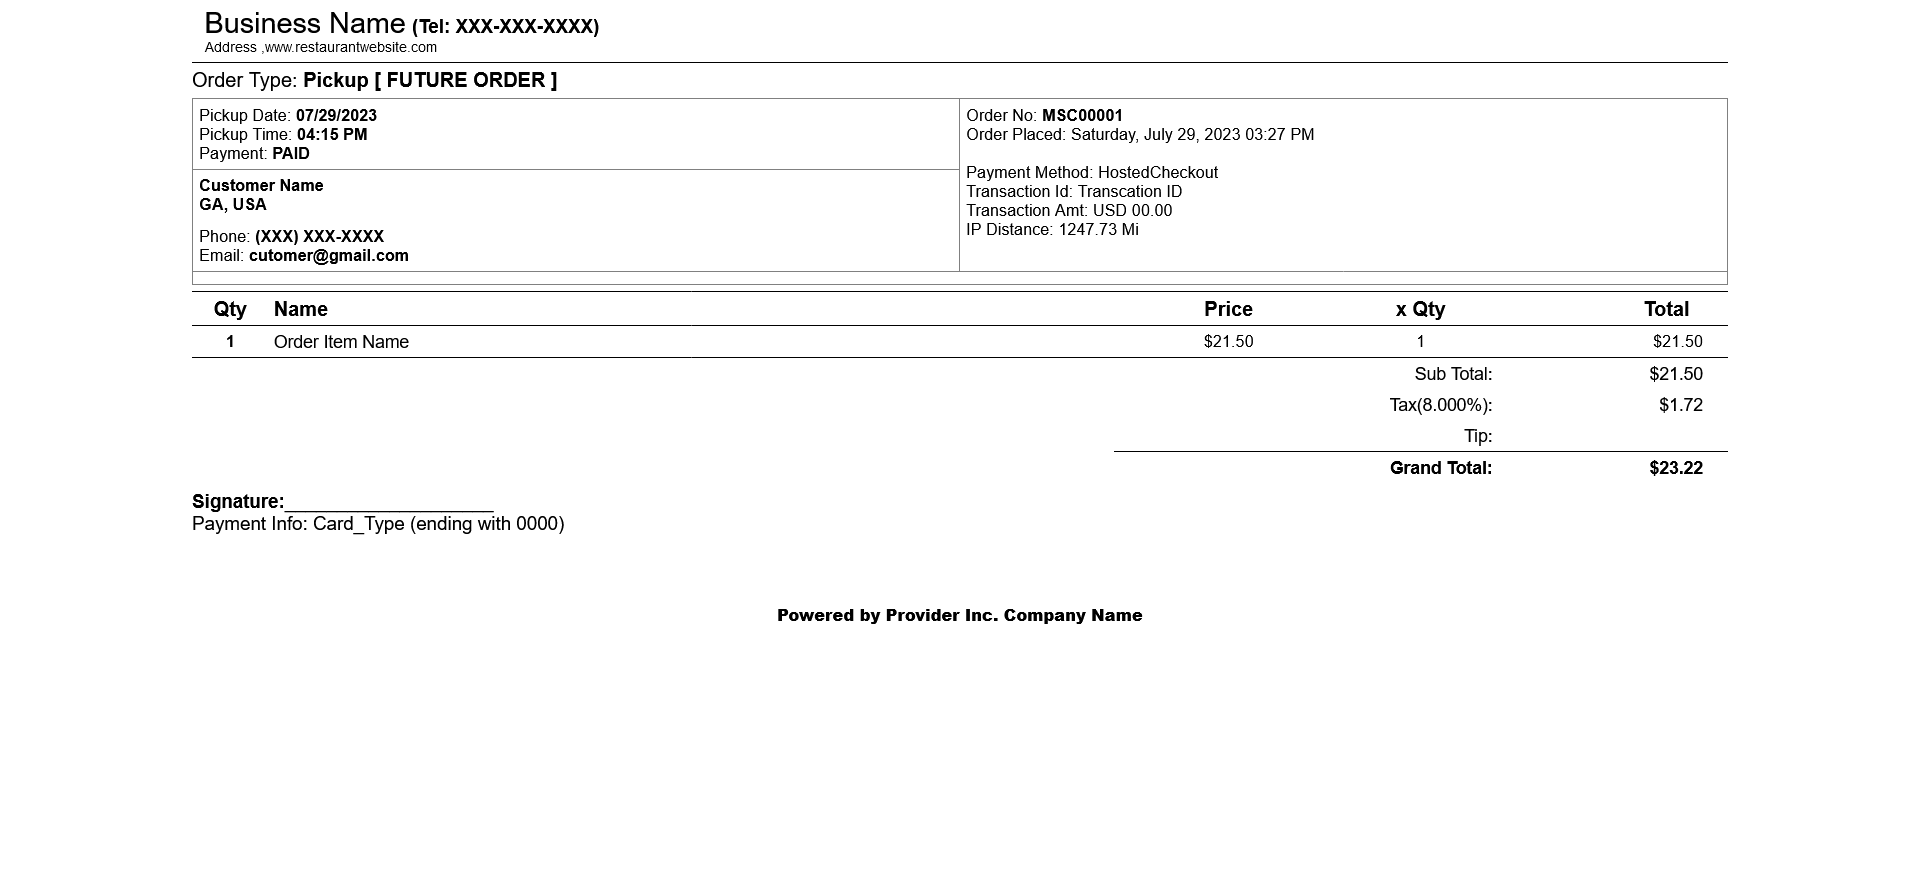 Business Name (Tel: XXX-XXX-XXXX)
Address ,www.restaurantwebsite.com
Order Type: Pickup [ FUTURE ORDER ]
Pickup Date: 07/29/2023
Pickup Time: 04:15 PM
Payment: PAID
Customer Name
GA, USA
Phone: (XXX) XXX-XXXX
Email: cutomer@gmail.com
Order No: MSC00001
Order Placed: Saturday, July 29, 2023 03:27 PM
Payment Method: HostedCheckout
Transaction Id: Transcation ID
Transaction Amt: USD 00.00
IP Distance: 1247.73 Mi
Qty Name Price x Qty Total
1 Order Item Name $21.50 1 $21.50
Sub Total: $21.50
Tax(8.000%): $1.72
Tip:
Grand Total: $23.22
Signature:____________________
Payment Info: Card_Type (ending with 0000)
Powered by Provider Inc. Company Name